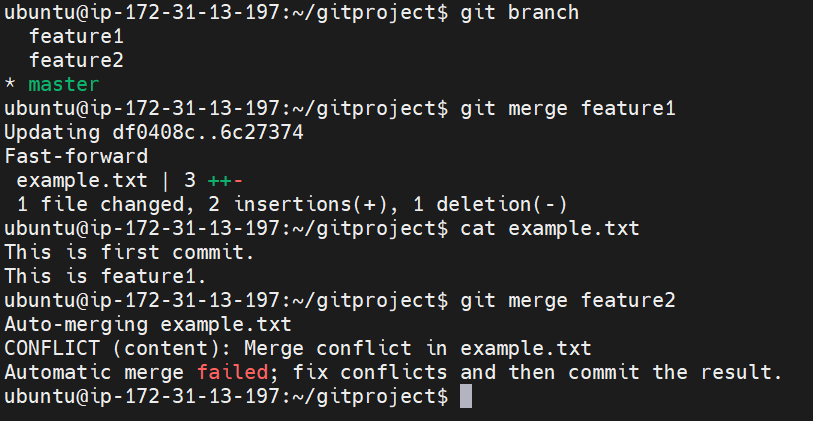 ubuntu@ip-172-31-13-197:~/gitproject$ git branch
  feature1
  feature2
* master
ubuntu@ip-172-31-13-197:~/gitproject$ git merge feature1
Updating df0408c..6c27374
Fast-forward
 example.txt | 3 ++-
 1 file changed, 2 insertions(+), 1 deletion(-)
ubuntu@ip-172-31-13-197:~/gitproject$ cat example.txt
This is first commit.
This is feature1.
ubuntu@ip-172-31-13-197:~/gitproject$ git merge feature2
Auto-merging example.txt
CONFLICT (content): Merge conflict in example.txt
Automatic merge failed; fix conflicts and then commit the result.
ubuntu@ip-172-31-13-197:~/gitproject$